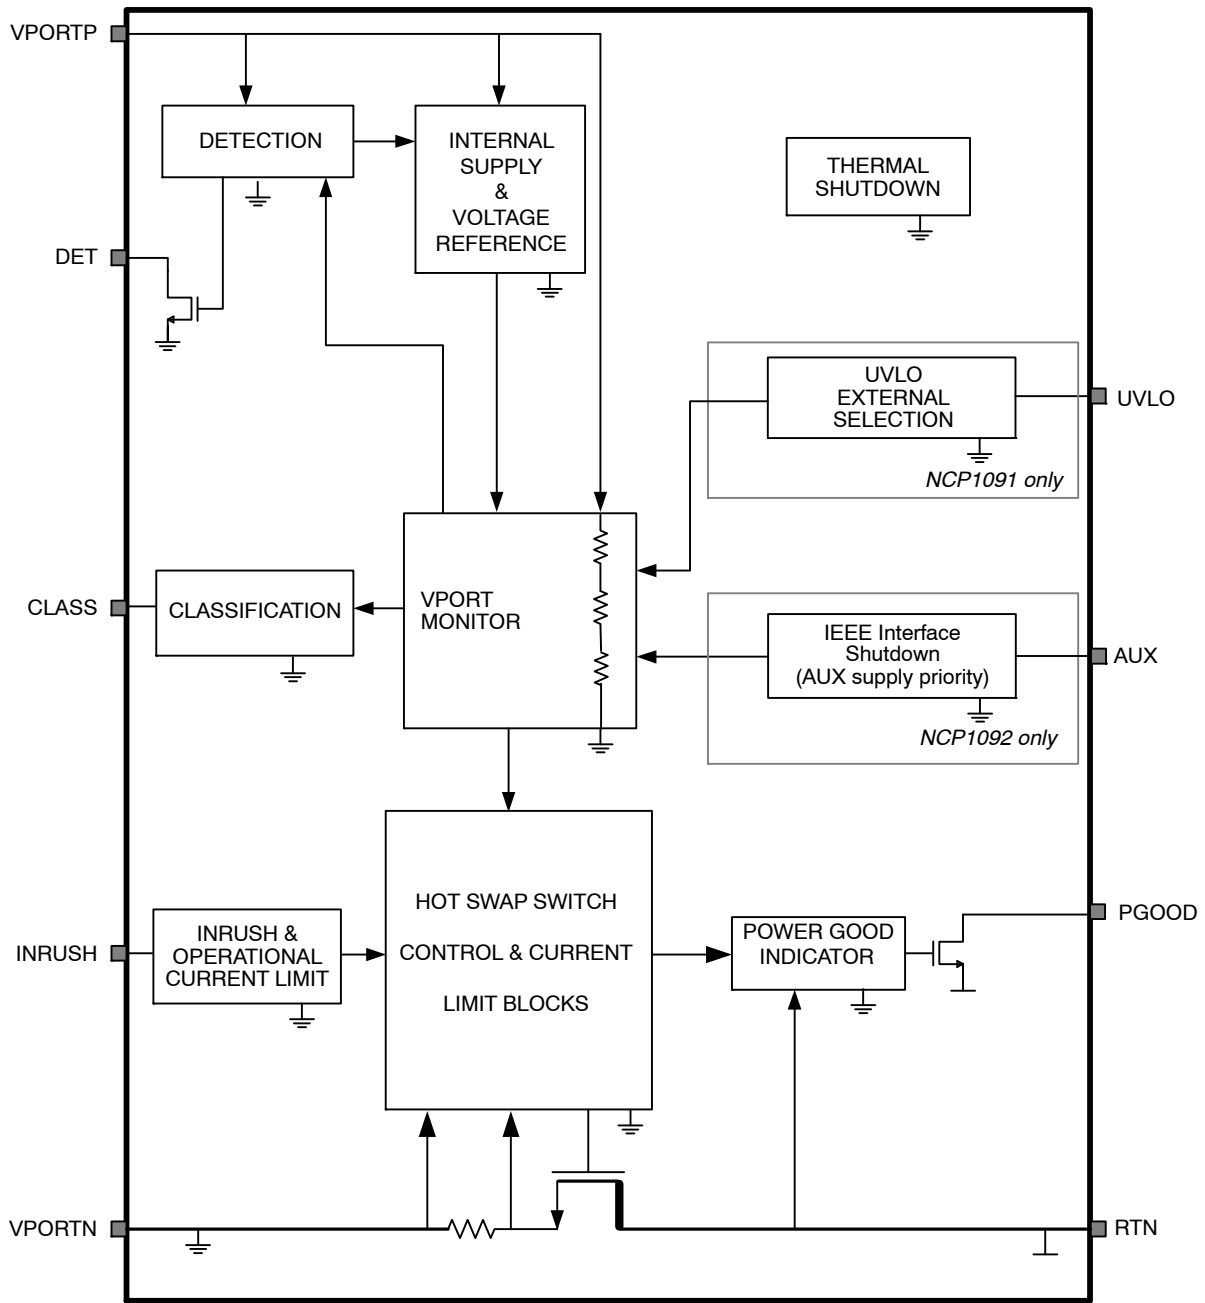 VPORTP
DETECTION
INTERNAL
SUPPLY
&
VOLTAGE
REFERENCE
THERMAL
SHUTDOWN
DET
UVLO
EXTERNAL
SELECTION
UVLO
NCP1091 only
CLASS
CLASSIFICATION
VPORT
MONITOR
IEEE Interface
Shutdown
(AUX supply priority)
AUX
NCP1092 only
HOT SWAP SWITCH
CONTROL & CURRENT
LIMIT BLOCKS
INRUSH
INRUSH &
OPERATIONAL
CURRENT LIMIT
POWER GOOD
INDICATOR
PGOOD
VPORTN
RTN